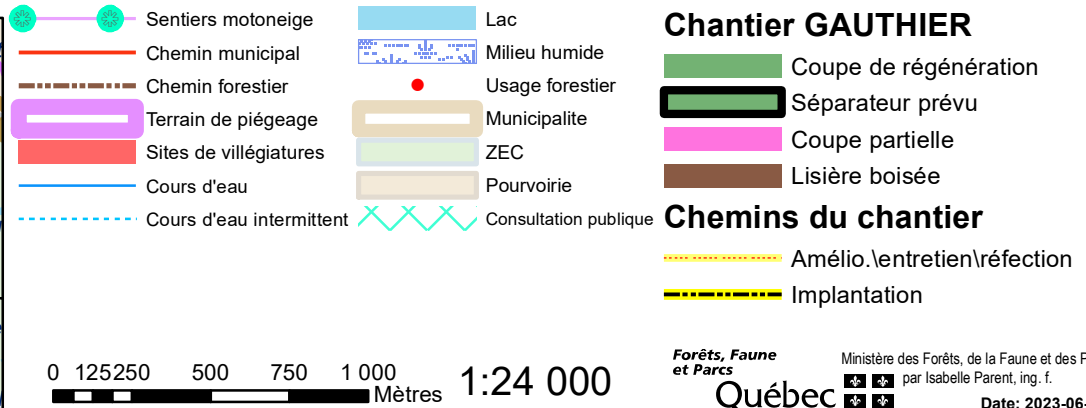 Sentiers motoneige
Chemin municipal
Chemin forestier
Terrain de piégeage
Sites de villégiatures
Cours d'eau
Cours d'eau intermittent
Lac
Milieu humide
Usage forestier
Municipalite
ZEC
Pourvoirie
Consultation publique
Chantier GAUTHIER
Coupe de régénération
Séparateur prévu
Coupe partielle
Lisière boisée
Chemins du chantier
Amélio.\entretien\réfection
Implantation
0 125 250 500 750 1 000
Mètres
1:24 000
Forêts, Faune
et Parcs
Québec
Ministère des Forêts, de la Faune et des P
par Isabelle Parent, ing. f.
Date: 2023-06-